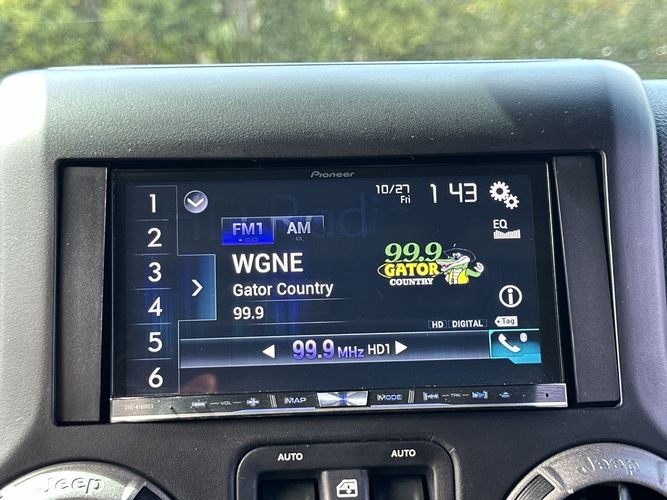 Pioneer
10/27
Fri
1 43
1
2
3
4
5
6
FM1
AM
EQ
WGNE
Gator Country
99.9
99.9
GATOR
COUNTRY
HD DIGITAL
Tag
99.9 MHz HD1
VOL
MAP
MODE
TRK
AUTO
AUTO
Jeep
Jeep